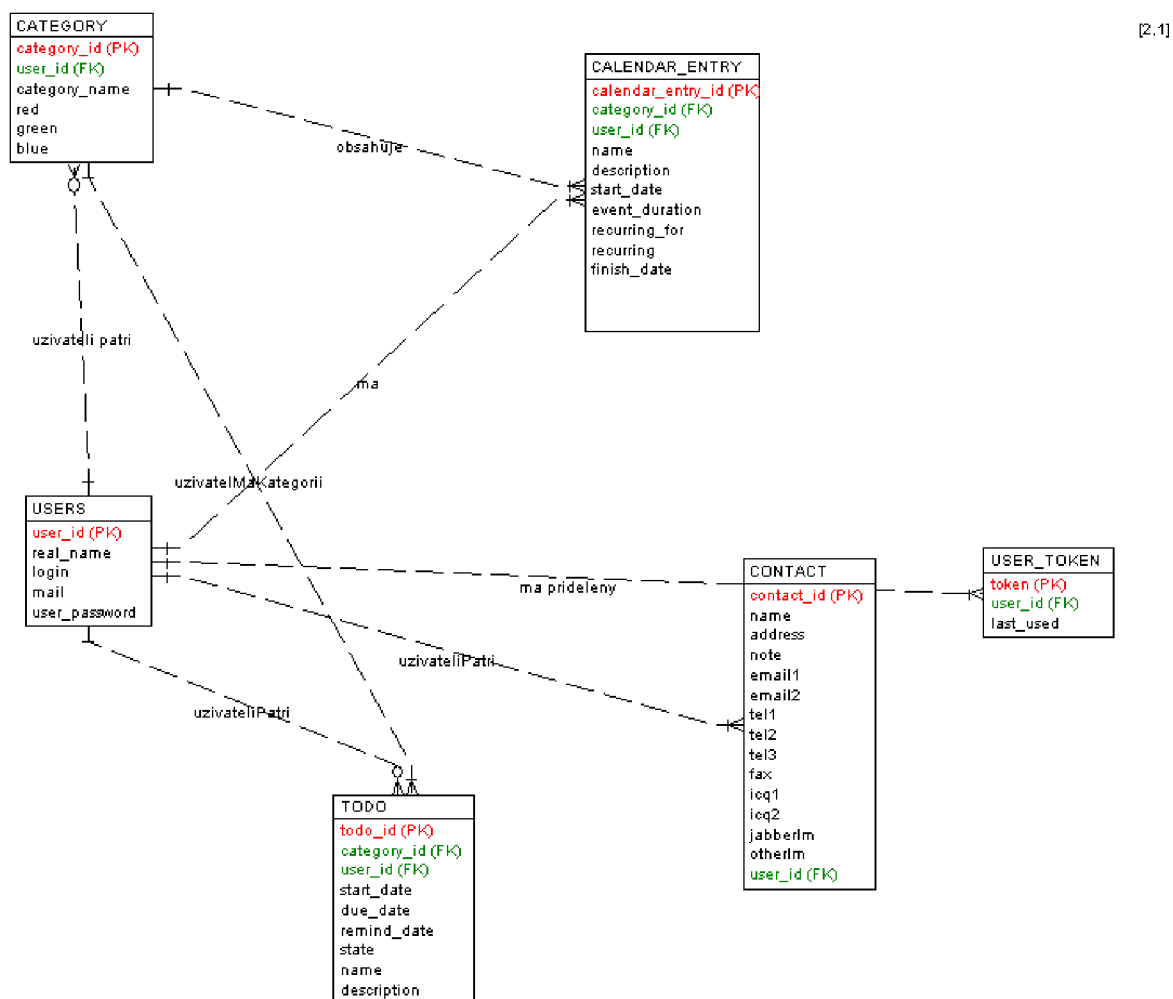 CATEGORY
category_id (PK)
user_id (FK)
category_name
red
green
blue
[2,1]
CALENDAR_ENTRY
calendar_entry_id (PK)
category_id (FK)
user_id (FK)
name
description
start_date
event_duration
recurring_for
recurring
finish_date
obsahuje
uzivateli patri
ma
uzivatelMaKategorii
USERS
user_id (PK)
real_name
login
mail
user_password
ma prideleny
uzivateliPatri
uzivateliPatri
CONTACT
contact_id (PK)
name
address
note
email1
email2
tel1
tel2
tel3
fax
icq1
icq2
jabberIm
otherIm
user_id (FK)
USER_TOKEN
token (PK)
user_id (FK)
last_used
TODO
todo_id (PK)
category_id (FK)
user_id (FK)
start_date
due_date
remind_date
state
name
description